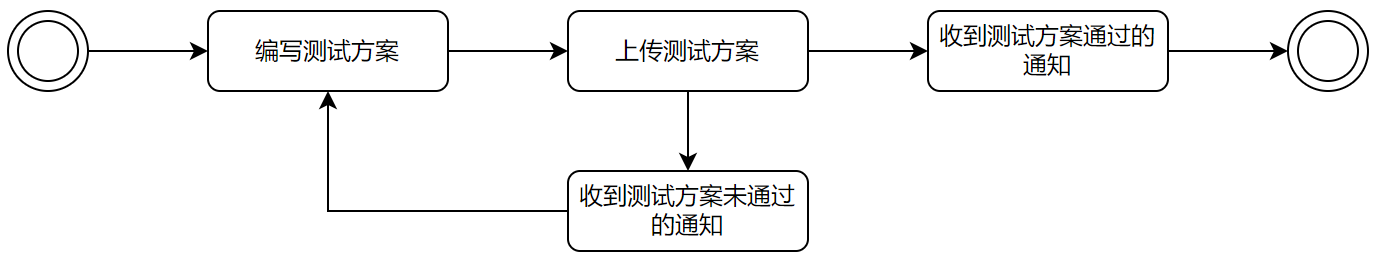 编写测试方案
上传测试方案
收到测试方案通过的
通知
收到测试方案未通过
的通知